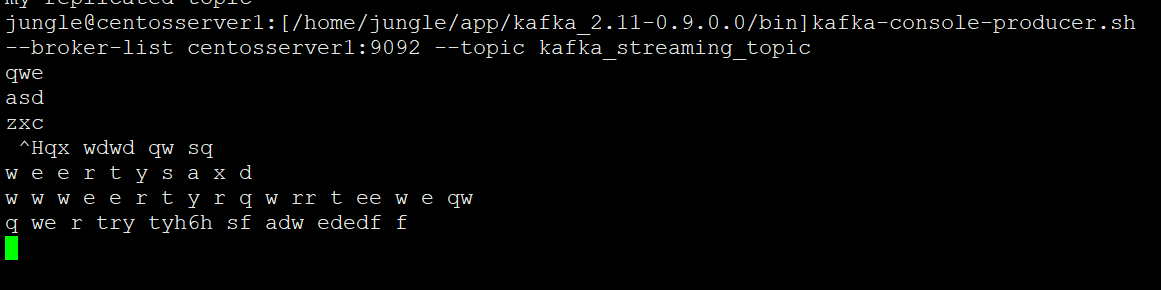 my replicated topic
jungle@centosserver1:[/home/jungle/app/kafka_2.11-0.9.0.0/bin]kafka-console-producer.sh
--broker-list centosserver1:9092 --topic kafka_streaming_topic
qwe
asd
zxc
 ^Hqx wdwd qw sq
w e e r t y s a x d
w w w e e r t y r q w rr t ee w e qw
q we r try tyh6h sf adw ededf f